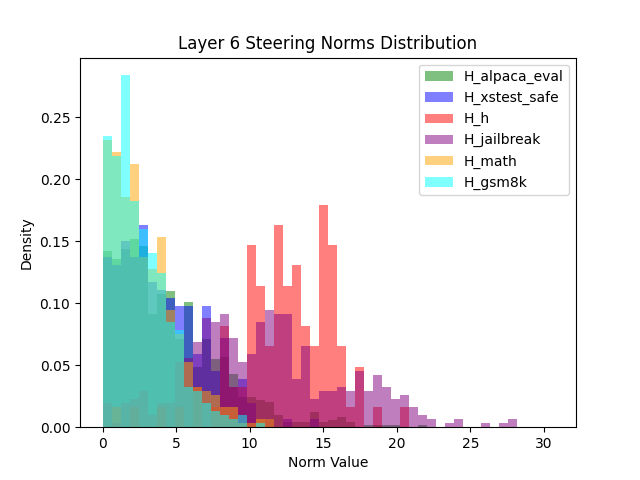 Layer 6 Steering Norms Distribution
H_alpaca_eval
H_xstest_safe
H_h
H_jailbreak
H_math
H_gsm8k
0.25
0.20
0.15
0.10
0.05
0.00
Density
0 5 10 15 20 25 30
Norm Value